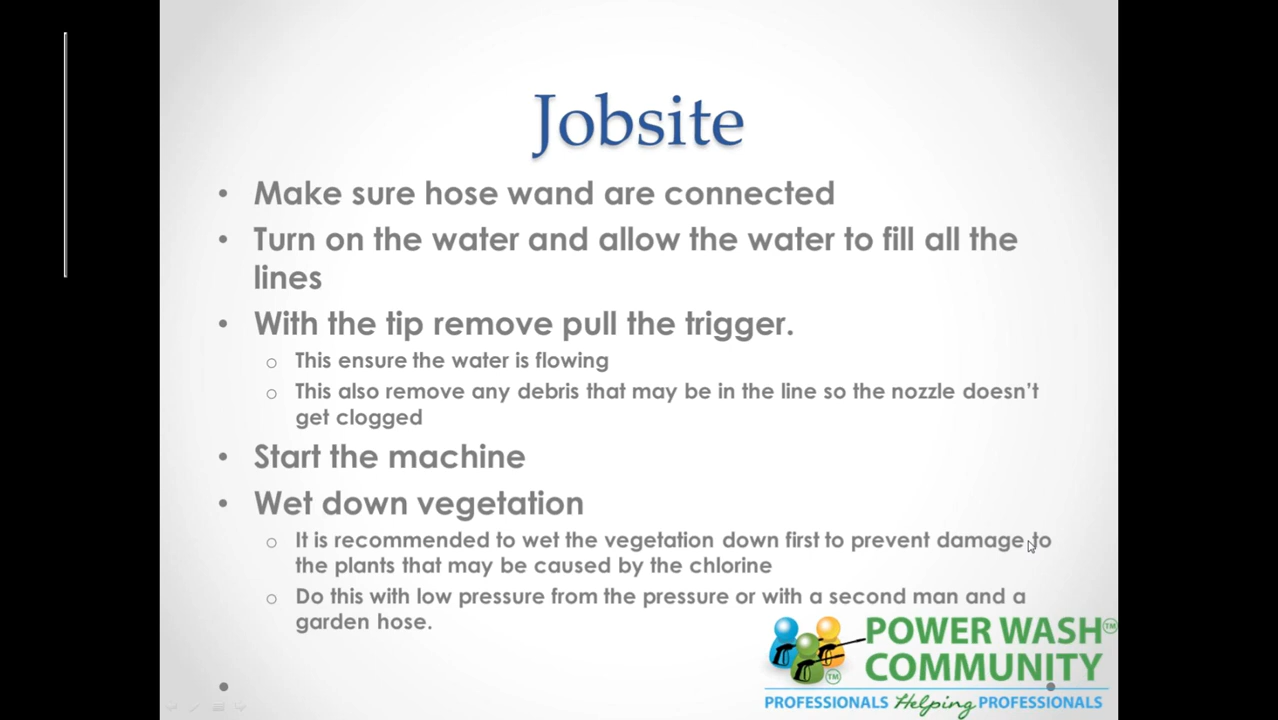 Jobsite
• Make sure hose wand are connected
• Turn on the water and allow the water to fill all the
lines
• With the tip remove pull the trigger.
o This ensure the water is flowing
o This also remove any debris that may be in the line so the nozzle doesn't
get clogged
• Start the machine
• Wet down vegetation
o It is recommended to wet the vegetation down first to prevent damage to
the plants that may be caused by the chlorine
o Do this with low pressure from the pressure or with a second man and a
garden hose.
POWER WASH TM
COMMUNITY
TM
PROFESSIONALS Helping PROFESSIONALS